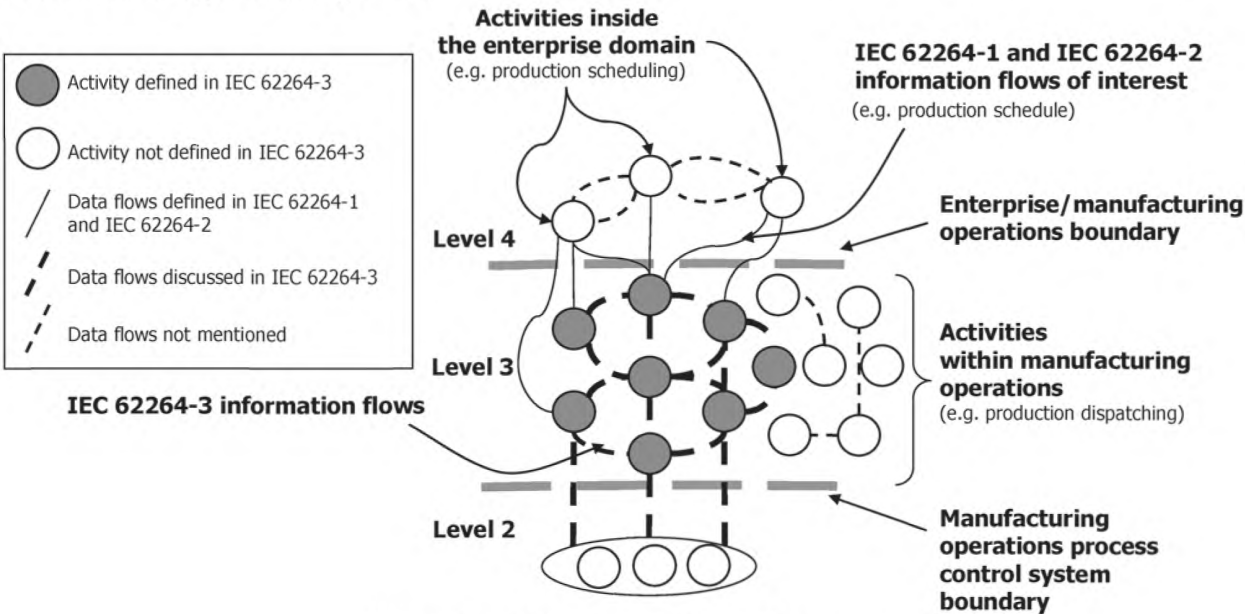 Activities inside
the enterprise domain
(e.g. production scheduling)
IEC 62264-1 and IEC 62264-2
information flows of interest
(e.g. production schedule)
Activity defined in IEC 62264-3
Activity not defined in IEC 62264-3
Data flows defined in IEC 62264-1
and IEC 62264-2
Data flows discussed in IEC 62264-3
Data flows not mentioned
Level 4
Enterprise/manufacturing
operations boundary
Level 3
Activities
within manufacturing
operations
(e.g. production dispatching)
IEC 62264-3 information flows
Level 2
Manufacturing
operations process
control system
boundary